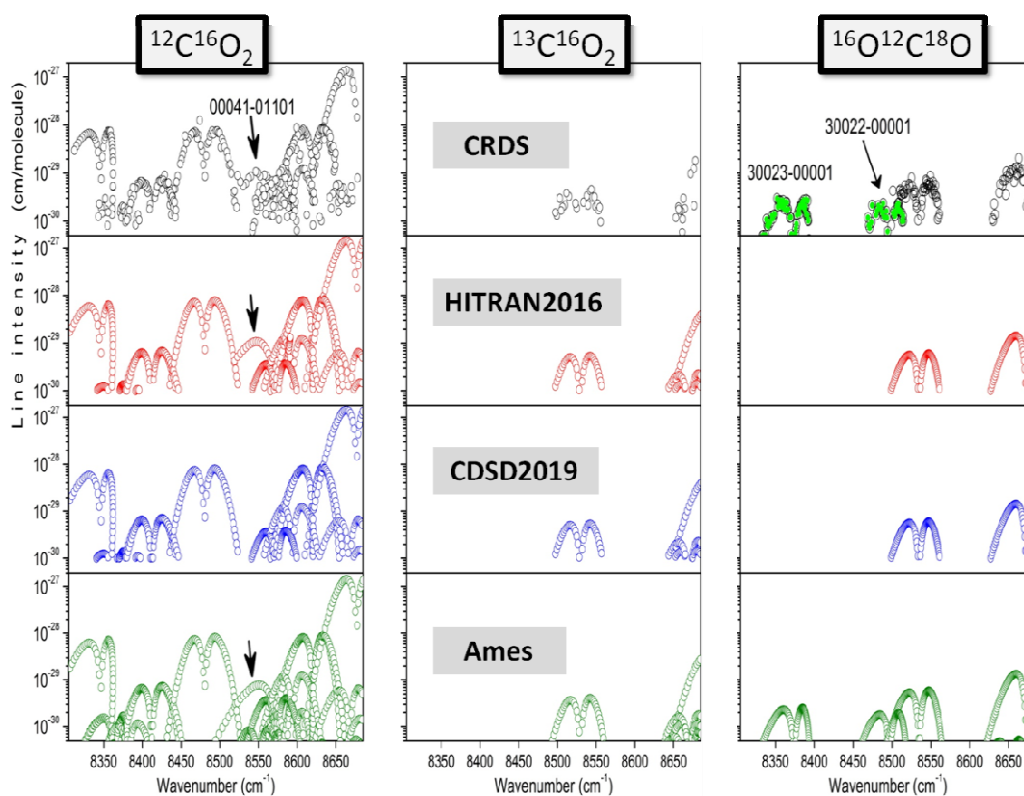 ¹²C¹⁶O₂
¹³C¹⁶O₂
¹⁶O¹²C¹⁸O
Line intensity (cm/molecule)
10⁻²⁷
10⁻²⁸
10⁻²⁹
10⁻³⁰
00041-01101
CRDS
30022-00001
30023-00001
10⁻²⁷
10⁻²⁸
10⁻²⁹
10⁻³⁰
HITRAN2016
10⁻²⁷
10⁻²⁸
10⁻²⁹
10⁻³⁰
CDSD2019
10⁻²⁷
10⁻²⁸
10⁻²⁹
10⁻³⁰
Ames
8350 8400 8450 8500 8550 8600 8650
8350 8400 8450 8500 8550 8600 8650
8350 8400 8450 8500 8550 8600 8650
Wavenumber (cm⁻¹)
Wavenumber (cm⁻¹)
Wavenumber (cm⁻¹)